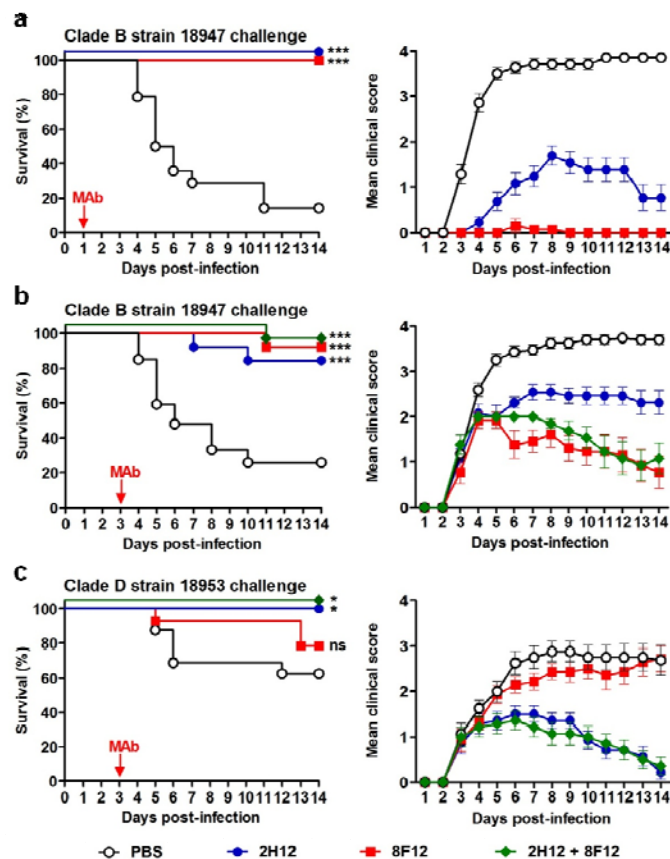 a
Clade B strain 18947 challenge
Survival (%)
100
80
60
40
20
0
***
***
MAb
0 1 2 3 4 5 6 7 8 9 10 11 12 13 14
Days post-infection
Mean clinical score
4
3
2
1
0
1 2 3 4 5 6 7 8 9 10 11 12 13 14
Days post-infection
b
Clade B strain 18947 challenge
Survival (%)
100
80
60
40
20
0
***
***
***
MAb
0 1 2 3 4 5 6 7 8 9 10 11 12 13 14
Days post-infection
Mean clinical score
4
3
2
1
0
1 2 3 4 5 6 7 8 9 10 11 12 13 14
Days post-infection
c
Clade D strain 18953 challenge
Survival (%)
100
80
60
40
20
0
*
*
ns
MAb
0 1 2 3 4 5 6 7 8 9 10 11 12 13 14
Days post-infection
Mean clinical score
4
3
2
1
0
1 2 3 4 5 6 7 8 9 10 11 12 13 14
Days post-infection
PBS 2H12 8F12 2H12 + 8F12